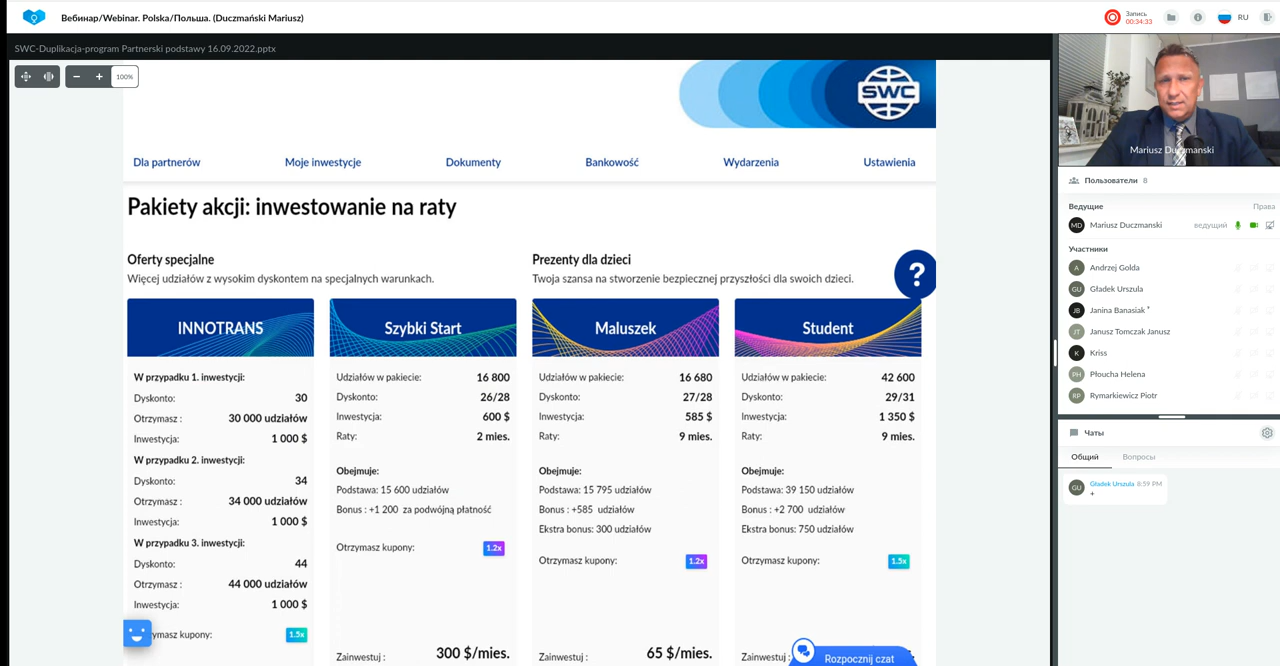 Вебинар/Webinar. Polska/Польша. (Duczmański Mariusz)
Запись
00:34:33
RU
SWC-Duplikacja-program Partnerski podstawy 16.09.2022.pptx
100%
SWC
Dla partnerów
Moje inwestycje
Dokumenty
Bankowość
Wydarzenia
Ustawienia
Pakiety akcji: inwestowanie na raty
Oferty specjalne
Więcej udziałów z wysokim dyskontem na specjalnych warunkach.
Prezenty dla dzieci
Twoja szansa na stworzenie bezpiecznej przyszłości dla swoich dzieci.
?
INNOTRANS
W przypadku 1. inwestycji:
Dyskonto: 30
Otrzymasz : 30 000 udziałów
Inwestycja: 1 000 $
W przypadku 2. inwestycji:
Dyskonto: 34
Otrzymasz : 34 000 udziałów
Inwestycja: 1 000 $
W przypadku 3. inwestycji:
Dyskonto: 44
Otrzymasz : 44 000 udziałów
Inwestycja: 1 000 $
ymasz kupony: 1.5x
Szybki Start
Udziałów w pakiecie: 16 800
Dyskonto: 26/28
Inwestycja: 600 $
Raty: 2 mies.
Obejmuje:
Podstawa: 15 600 udziałów
Bonus : +1 200 za podwójną płatność
Otrzymasz kupony: 1.2x
Zainwestuj : 300 $/mies.
Maluszek
Udziałów w pakiecie: 16 680
Dyskonto: 27/28
Inwestycja: 585 $
Raty: 9 mies.
Obejmuje:
Podstawa: 15 795 udziałów
Bonus : +585 udziałów
Ekstra bonus: 300 udziałów
Otrzymasz kupony: 1.2x
Zainwestuj : 65 $/mies.
Student
Udziałów w pakiecie: 42 600
Dyskonto: 29/31
Inwestycja: 1 350 $
Raty: 9 mies.
Obejmuje:
Podstawa: 39 150 udziałów
Bonus : +2 700 udziałów
Ekstra bonus: 750 udziałów
Otrzymasz kupony: 1.5x
Zainwestuj :
Rozpocznij czat
Mariusz Duczmanski
Пользователи 8
Ведущие Права
MD Mariusz Duczmanski ведущий
Участники
A Andrzej Golda
GU Gładek Urszula
JB Janina Banasiak *
JT Janusz Tomczak Janusz
K Kriss
PH Płoucha Helena
RP Rymarkiewicz Piotr
Чаты
Общий Вопросы
GU Gładek Urszula 8:59 PM
+